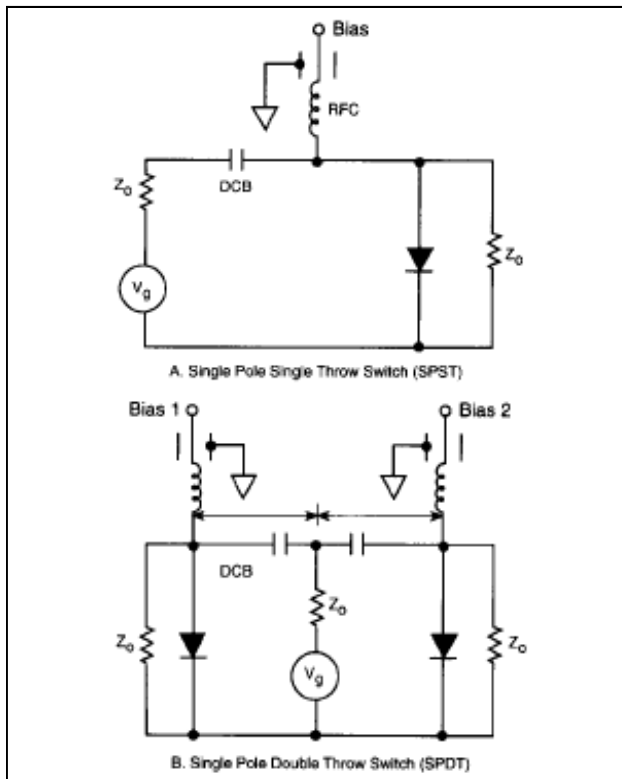 Bias
RFC
DCB
Zo
Zo
Vg
A. Single Pole Single Throw Switch (SPST)
Bias 1
Bias 2
DCB
Zo
Zo
Zo
Vg
B. Single Pole Double Throw Switch (SPDT)